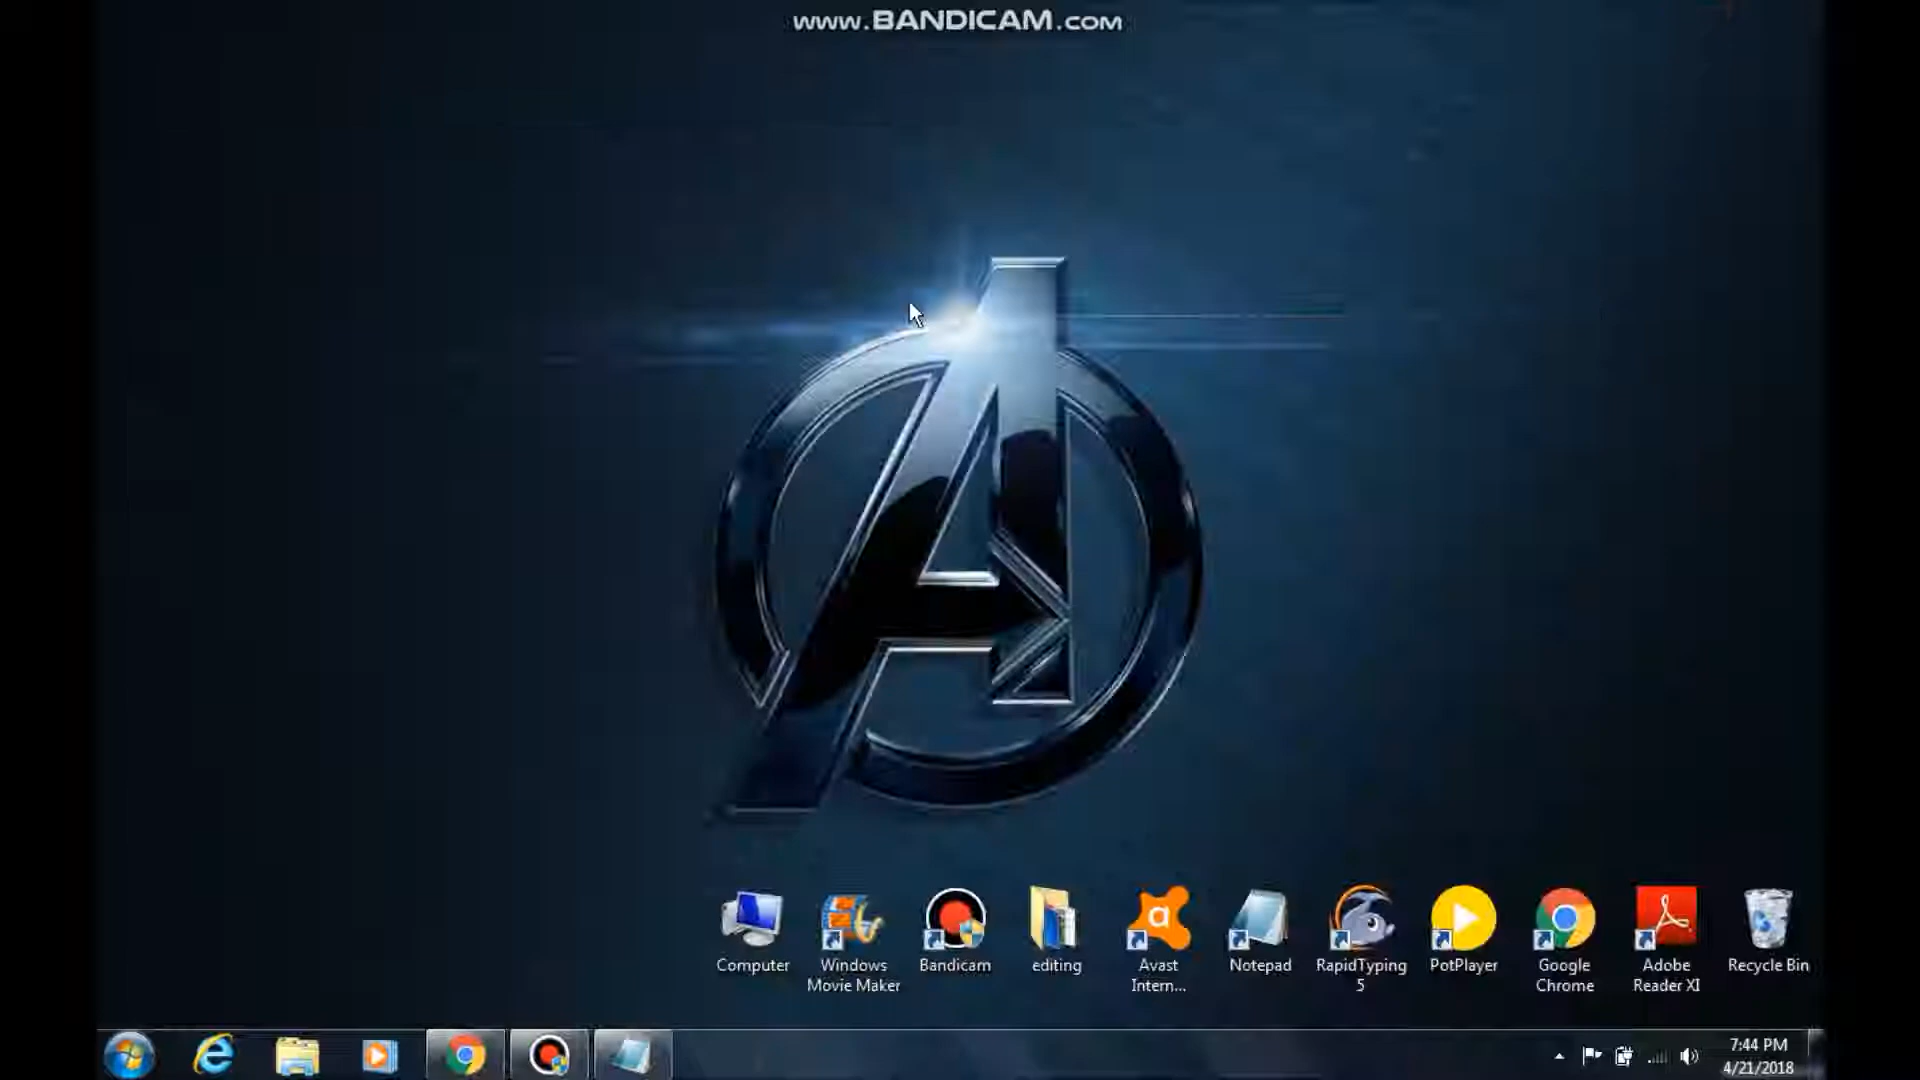 www.BANDICAM.com
Computer
Windows
Movie Maker
Bandicam
editing
Avast
Intern...
Notepad
RapidTyping
5
PotPlayer
Google
Chrome
Adobe
Reader XI
Recycle Bin
7:44 PM
4/21/2018